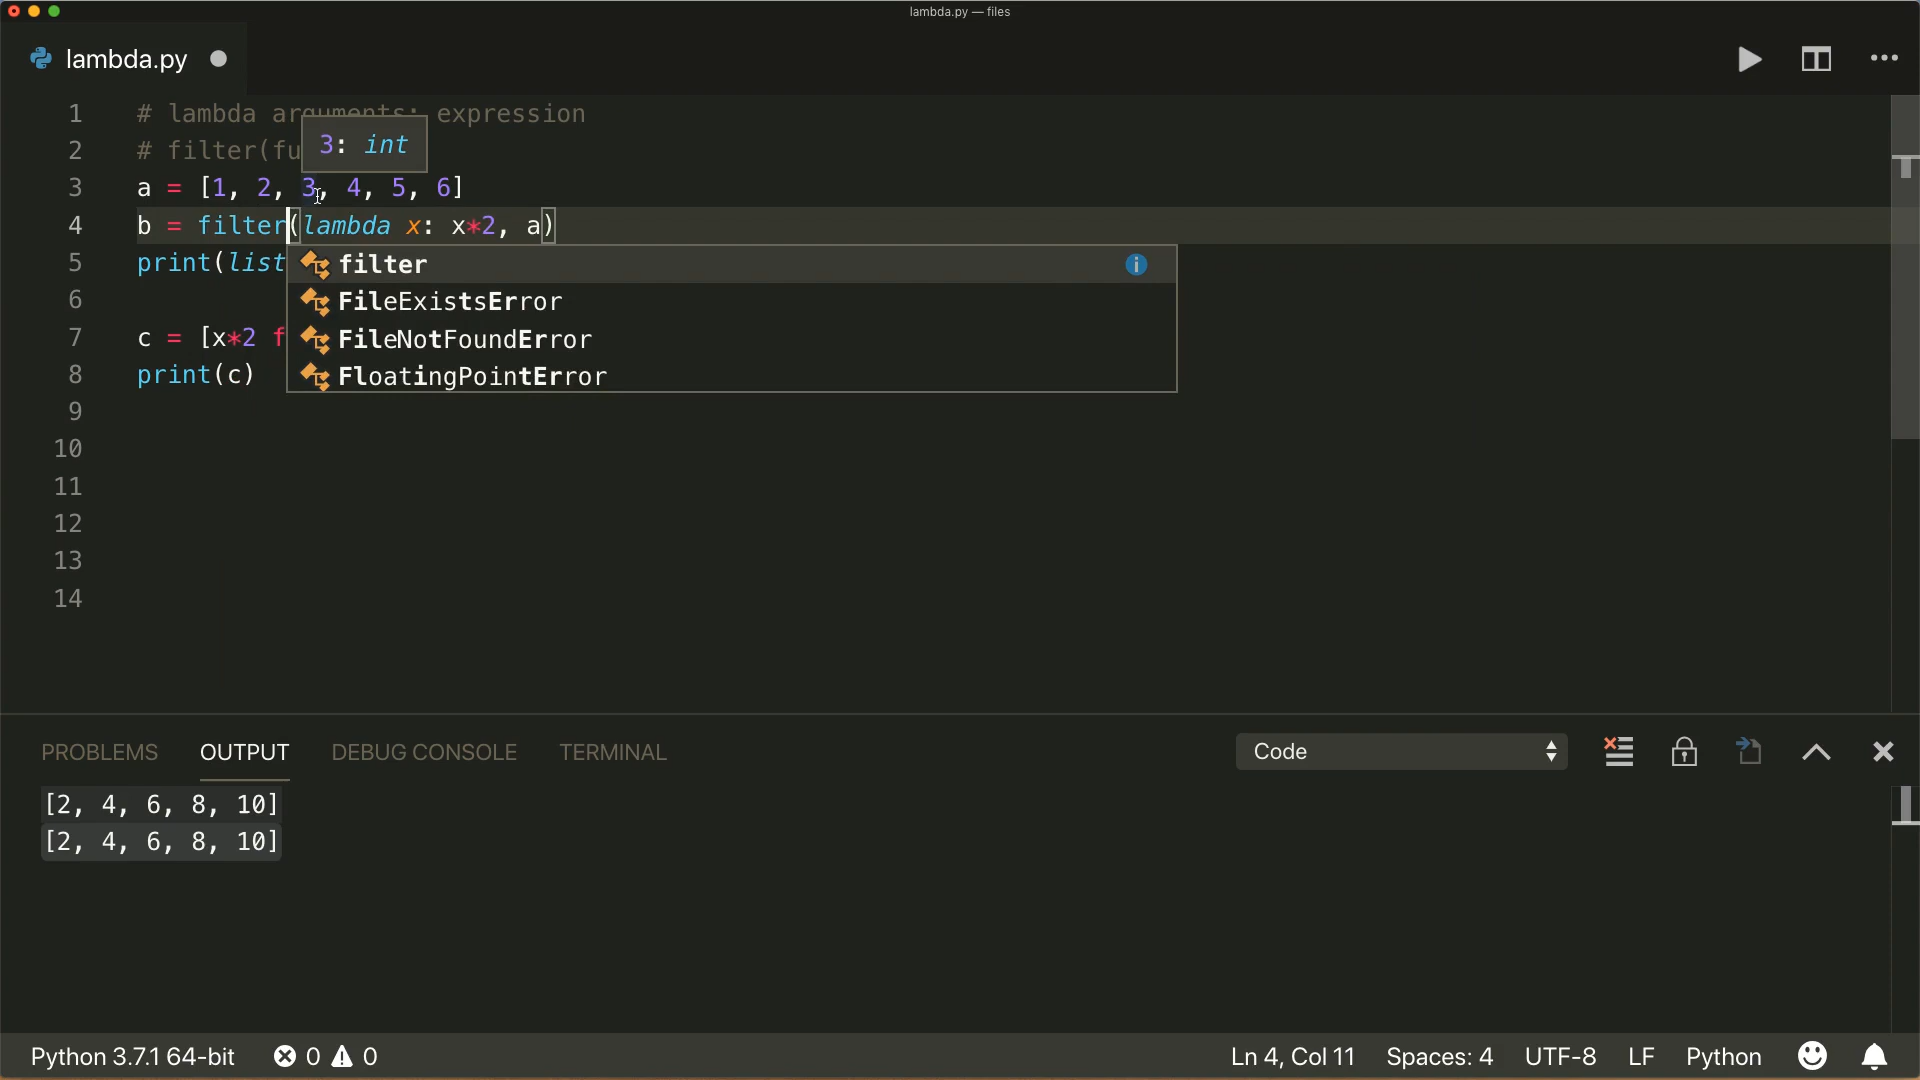 lambda.py — files
lambda.py
1 # lambda arguments: expression
2 # filter(fu
3: int
3 a = [1, 2, 3, 4, 5, 6]
4 b = filter(lambda x: x*2, a)
5 print(list
filter
FileExistsError
6
7 c = [x*2 f
FileNotFoundError
8 print(c)
FloatingPointError
9
10
11
12
13
14
PROBLEMS OUTPUT DEBUG CONSOLE TERMINAL Code
[2, 4, 6, 8, 10]
[2, 4, 6, 8, 10]
Python 3.7.1 64-bit 0 0 Ln 4, Col 11 Spaces: 4 UTF-8 LF Python